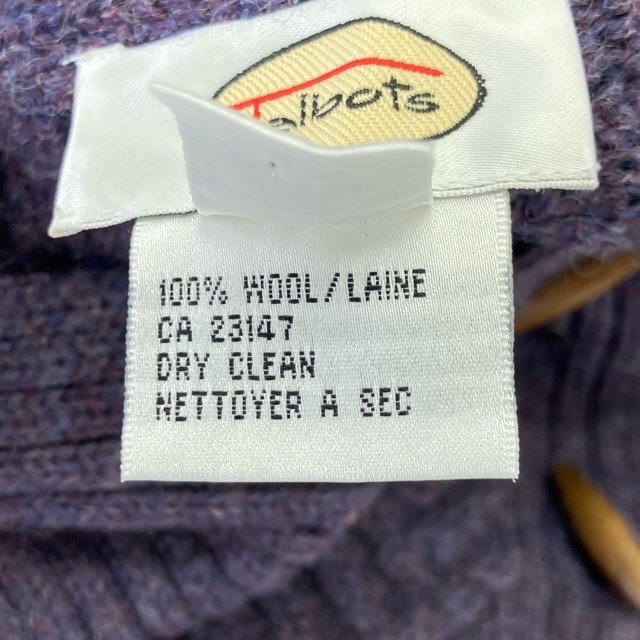 Talbots
100% WOOL/LAINE
CA 23147
DRY CLEAN
NETTOYER A SEC